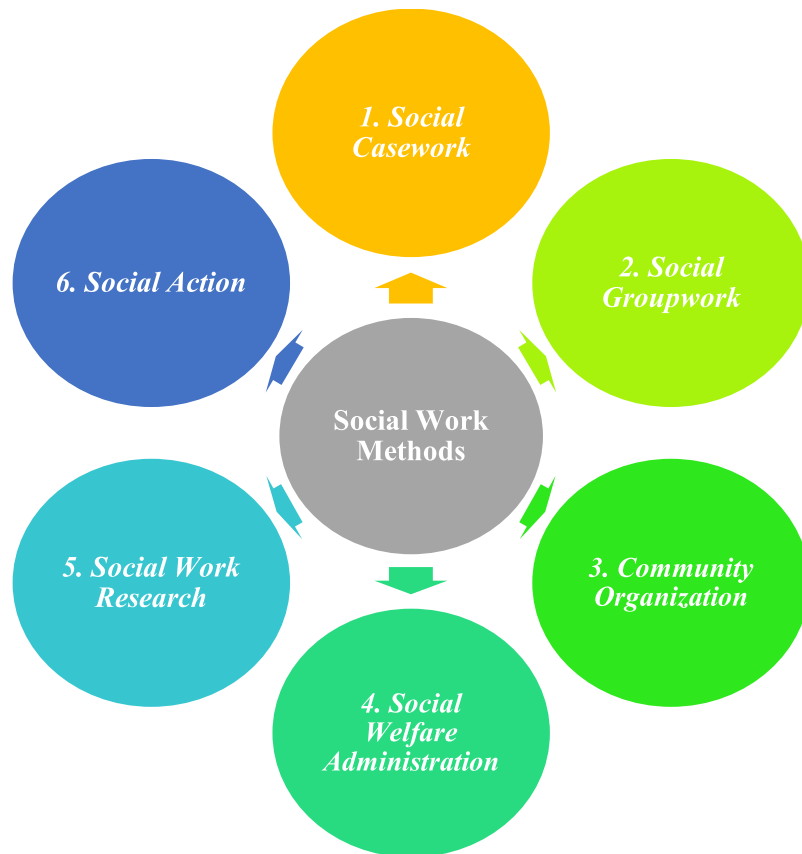 1. Social
Casework
2. Social
Groupwork
3. Community
Organization
4. Social
Welfare
Administration
5. Social Work
Research
6. Social Action
Social Work
Methods